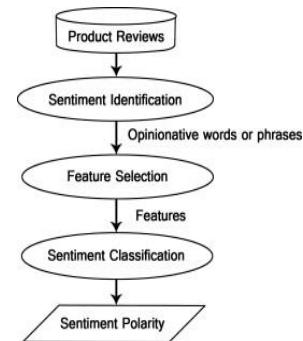 Product Reviews
Sentiment Identification
Opinionative words or phrases
Feature Selection
Features
Sentiment Classification
Sentiment Polarity